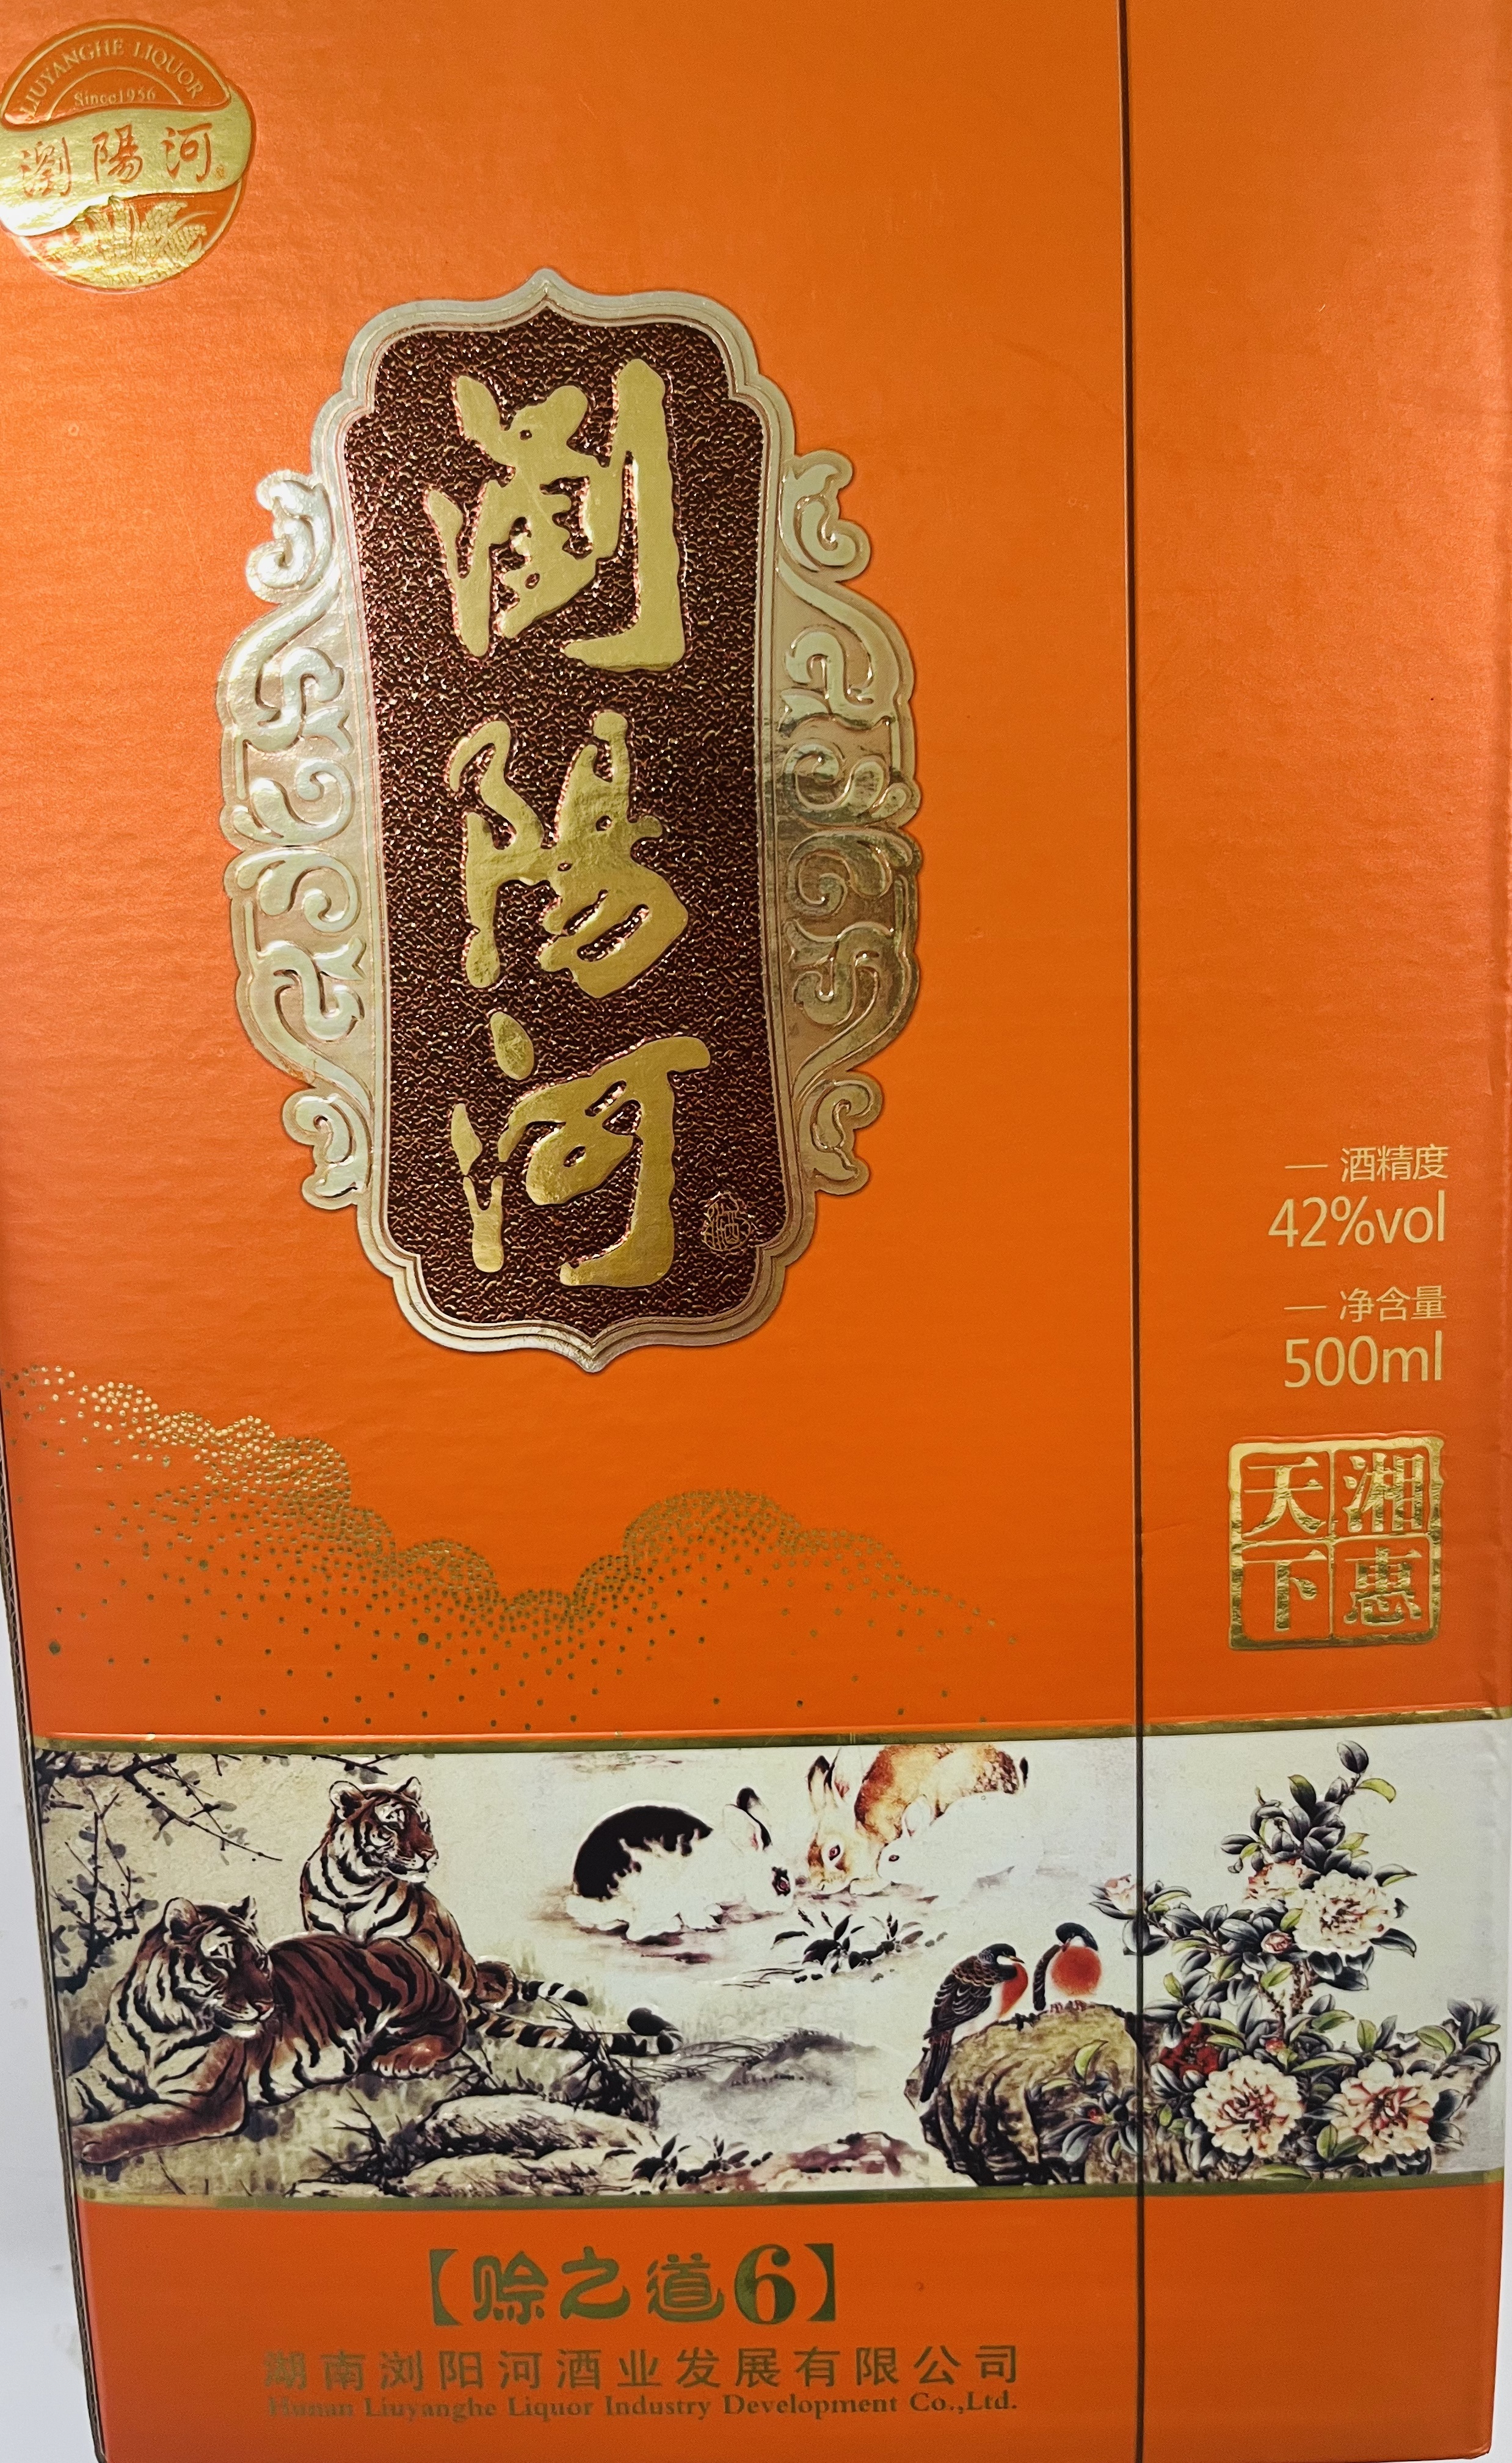 LIUYANGHE LIQUOR
Since1956
瀏陽河
瀏陽河
酒精度
42%vol
净含量
500ml
湘惠
天下
【赊之道6】
湖南浏阳河酒业发展有限公司
Hunan Liuyanghe Liquor Industry Development Co.,Ltd.